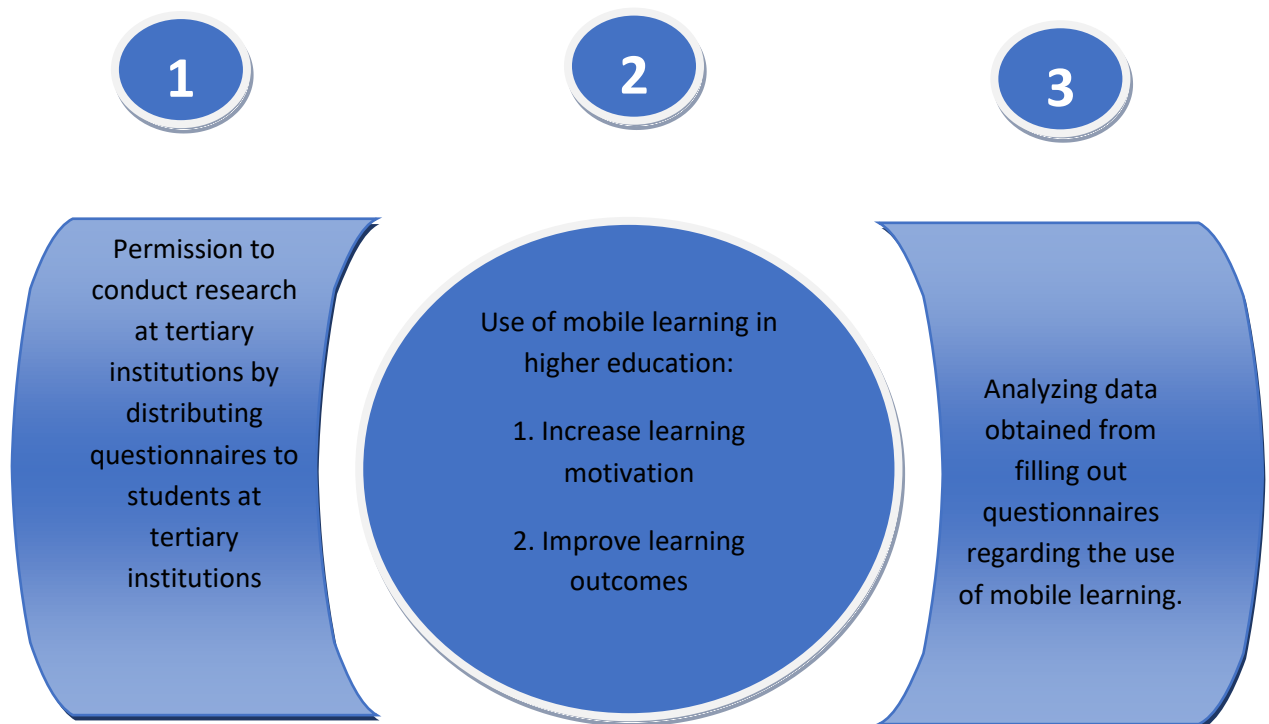 1
Permission to
conduct research
at tertiary
institutions by
distributing
questionnaires to
students at
tertiary
institutions
2
Use of mobile learning in
higher education:
1. Increase learning
motivation
2. Improve learning
outcomes
3
Analyzing data
obtained from
filling out
questionnaires
regarding the use
of mobile learning.